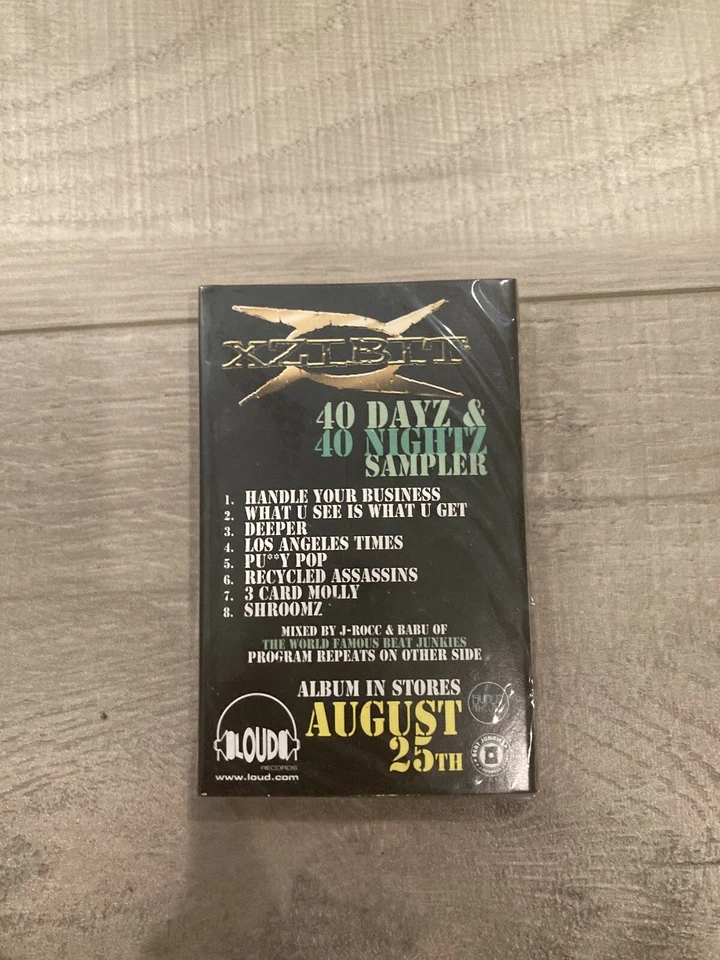 XZIBIT
40 DAYZ &
40 NIGHTZ
SAMPLER
1. HANDLE YOUR BUSINESS
2. WHAT U SEE IS WHAT U GET
3. DEEPER
4. LOS ANGELES TIMES
5. PU**Y POP
6. RECYCLED ASSASSINS
7. 3 CARD MOLLY
8. SHROOMZ
MIXED BY J-ROCC & BABU OF
THE WORLD FAMOUS BEAT JUNKIES
PROGRAM REPEATS ON OTHER SIDE
ALBUM IN STORES
AUGUST
25TH
LOUD
RECORDS
www.loud.com
BEAT JUNKIES